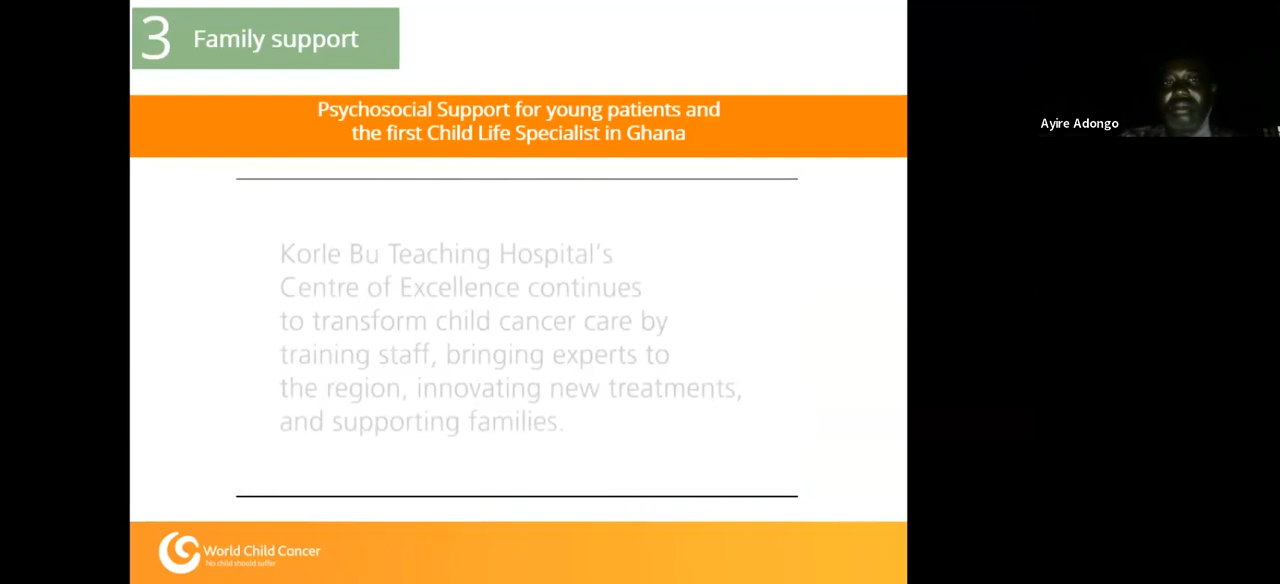 3 Family support
Psychosocial Support for young patients and
the first Child Life Specialist in Ghana
Ayire Adongo
Korle Bu Teaching Hospital's
Centre of Excellence continues
to transform child cancer care by
training staff, bringing experts to
the region, innovating new treatments,
and supporting families.
World Child Cancer
No child should suffer